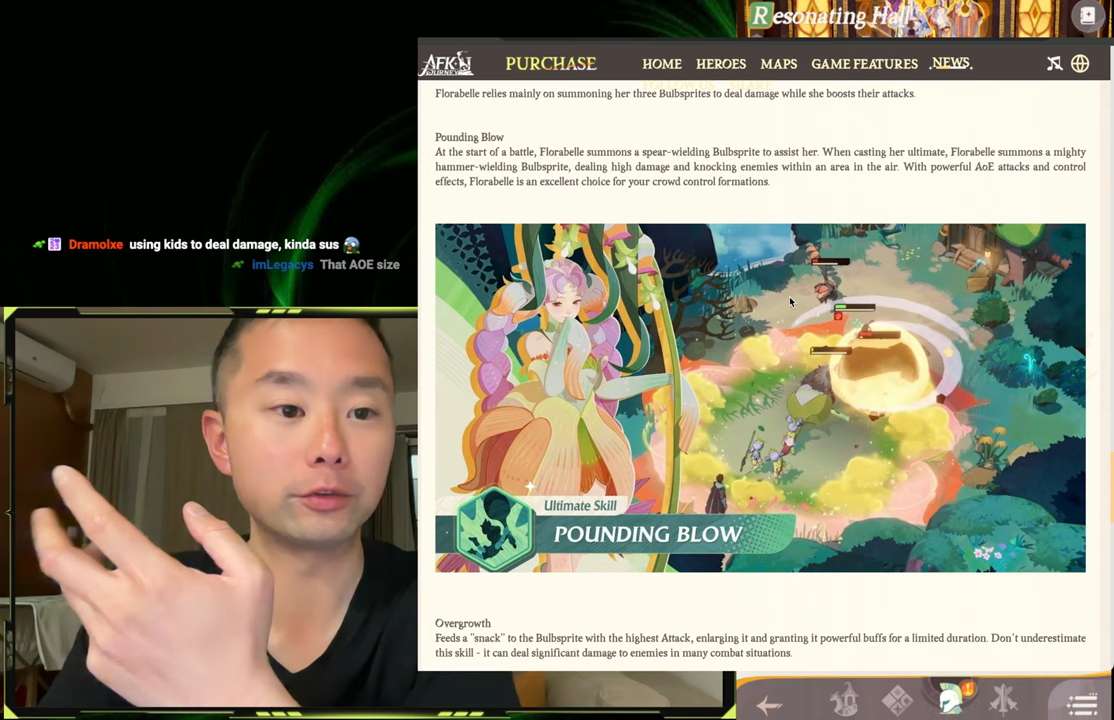 Resonating Hall
AFK JOURNEY
PURCHASE
HOME
HEROES
MAPS
GAME FEATURES
NEWS
Florabelle relies mainly on summoning her three Bulbsprites to deal damage while she boosts their attacks.
Pounding Blow
At the start of a battle, Florabelle summons a spear-wielding Bulbsprite to assist her. When casting her ultimate, Florabelle summons a mighty
hammer-wielding Bulbsprite, dealing high damage and knocking enemies within an area in the air. With powerful AoE attacks and control
effects, Florabelle is an excellent choice for your crowd control formations.
Dramolxe using kids to deal damage, kinda sus
imLegacys That AOE size
Ultimate Skill
POUNDING BLOW
Overgrowth
Feeds a "snack" to the Bulbsprite with the highest Attack, enlarging it and granting it powerful buffs for a limited duration. Don't underestimate
this skill - it can deal significant damage to enemies in many combat situations.